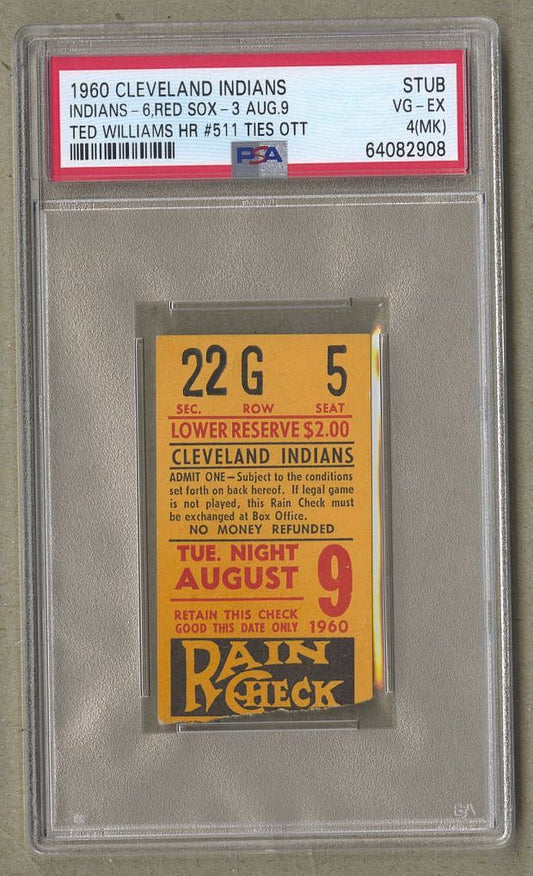 1960 CLEVELAND INDIANS STUB
INDIANS - 6, RED SOX - 3 AUG.9 VG-EX
TED WILLIAMS HR #511 TIES OTT 4(MK)
PSA 64082908
22 G 5
SEC. ROW SEAT
LOWER RESERVE $2.00
CLEVELAND INDIANS
ADMIT ONE—Subject to the conditions
set forth on back hereof. If legal game
is not played, this Rain Check must
be exchanged at Box Office.
NO MONEY REFUNDED
TUE. NIGHT
AUGUST 9
RETAIN THIS CHECK
GOOD THIS DATE ONLY 1960
RAIN
CHECK